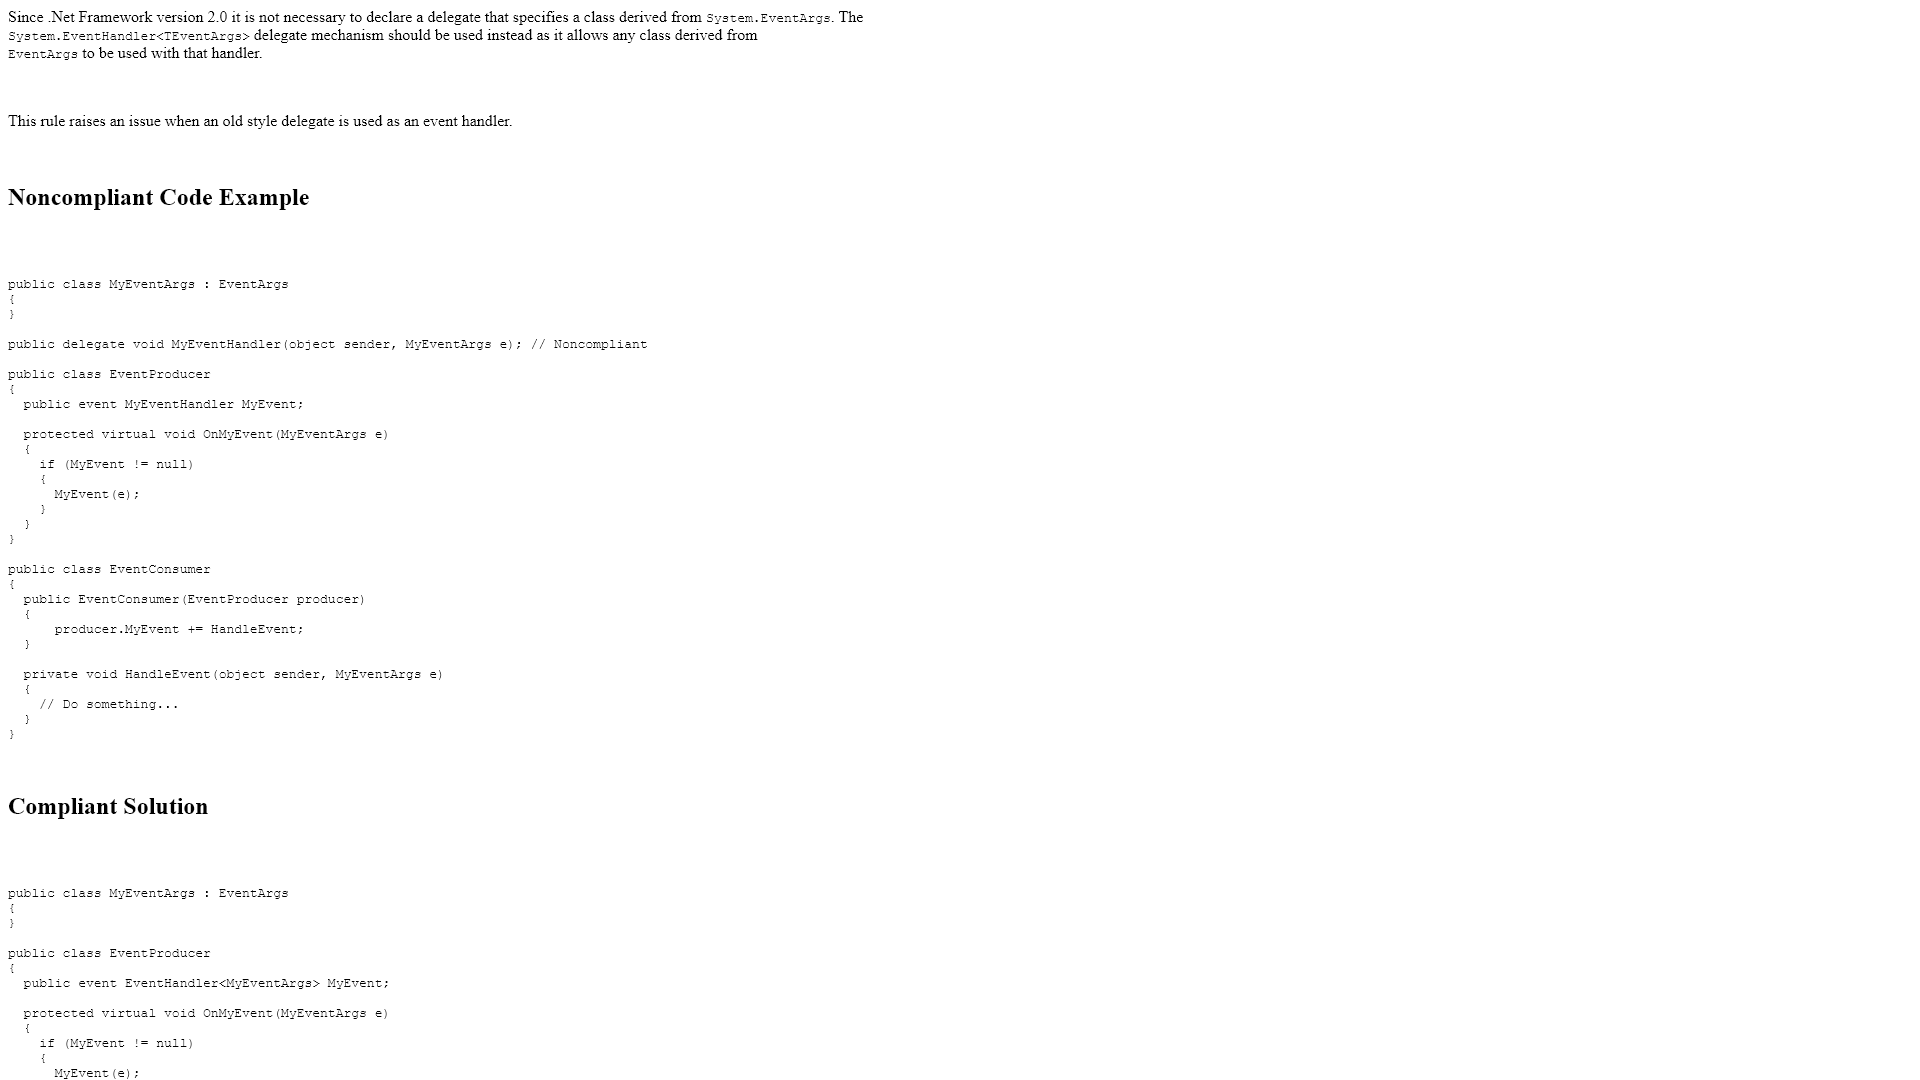 Since .Net Framework version 2.0 it is not necessary to declare a delegate that specifies a class derived from System.EventArgs. The
System.EventHandler<TEventArgs> delegate mechanism should be used instead as it allows any class derived from
EventArgs to be used with that handler.
This rule raises an issue when an old style delegate is used as an event handler.
Noncompliant Code Example
public class MyEventArgs : EventArgs
{
}
public delegate void MyEventHandler(object sender, MyEventArgs e); // Noncompliant
public class EventProducer
{
  public event MyEventHandler MyEvent;
  protected virtual void OnMyEvent(MyEventArgs e)
  {
    if (MyEvent != null)
    {
      MyEvent(e);
    }
  }
}
public class EventConsumer
{
  public EventConsumer(EventProducer producer)
  {
      producer.MyEvent += HandleEvent;
  }
  private void HandleEvent(object sender, MyEventArgs e)
  {
    // Do something...
  }
}
Compliant Solution
public class MyEventArgs : EventArgs
{
}
public class EventProducer
{
  public event EventHandler<MyEventArgs> MyEvent;
  protected virtual void OnMyEvent(MyEventArgs e)
  {
    if (MyEvent != null)
    {
      MyEvent(e);